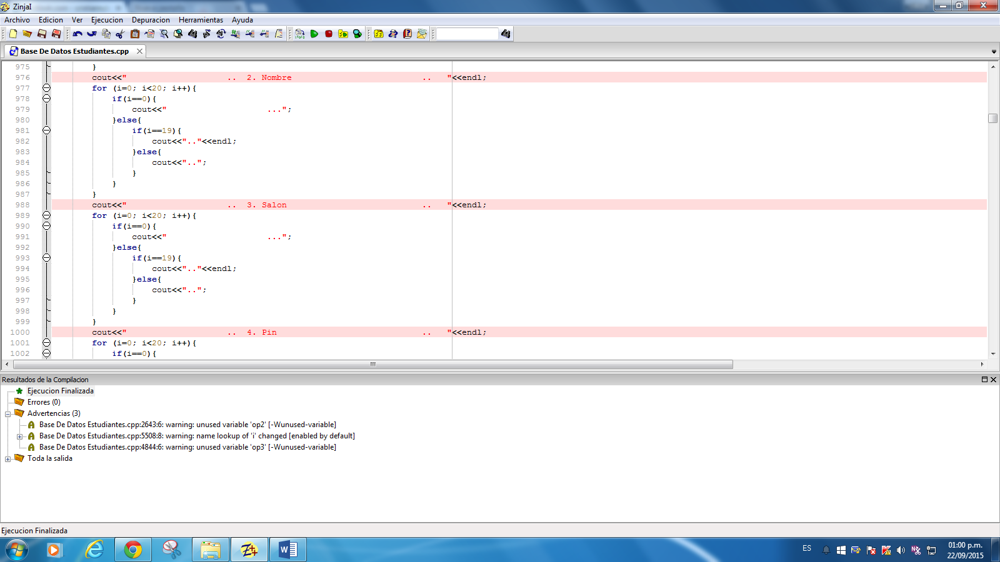 ZinjaI
Archivo Edicion Ver Ejecucion Depuracion Herramientas Ayuda
Base De Datos Estudiantes.cpp
975 }
976 cout<<" .. 2. Nombre .. "<<endl;
977 for (i=0; i<20; i++){
978 if(i==0){
979 cout<<" ...";
980 }else{
981 if(i==19){
982 cout<<".."<<endl;
983 }else{
984 cout<<"..";
985 }
986 }
987 }
988 cout<<" .. 3. Salon .. "<<endl;
989 for (i=0; i<20; i++){
990 if(i==0){
991 cout<<" ...";
992 }else{
993 if(i==19){
994 cout<<".."<<endl;
995 }else{
996 cout<<"..";
997 }
998 }
999 }
1000 cout<<" .. 4. Pin .. "<<endl;
1001 for (i=0; i<20; i++){
1002 if(i==0){
Resultados de la Compilacion
Ejecucion Finalizada
Errores (0)
Advertencias (3)
Base De Datos Estudiantes.cpp:2643:6: warning: unused variable 'op2' [-Wunused-variable]
Base De Datos Estudiantes.cpp:5508:8: warning: name lookup of 'i' changed [enabled by default]
Base De Datos Estudiantes.cpp:4844:6: warning: unused variable 'op3' [-Wunused-variable]
Toda la salida
Ejecucion Finalizada
ES
01:00 p.m.
22/09/2015